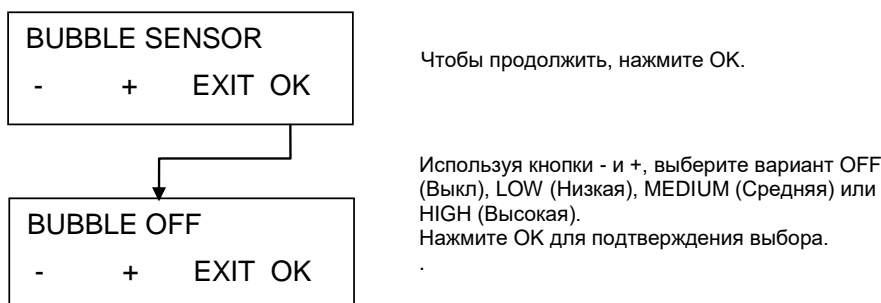 BUBBLE SENSOR
- + EXIT OK
Чтобы продолжить, нажмите OK.
Используя кнопки - и +, выберите вариант OFF
(Выкл), LOW (Низкая), MEDIUM (Средняя) или
HIGH (Высокая).
Нажмите OK для подтверждения выбора.
.
BUBBLE OFF
- + EXIT OK